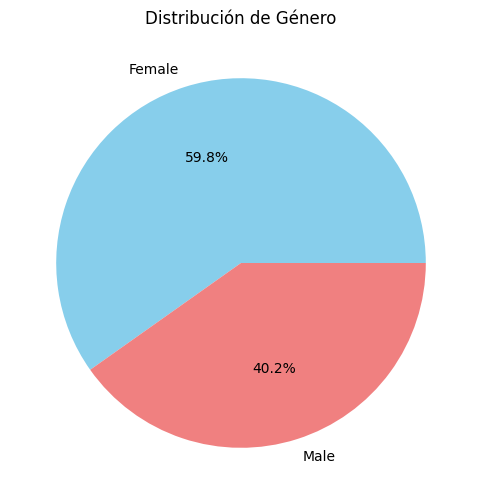 Distribución de Género
Female
59.8%
40.2%
Male